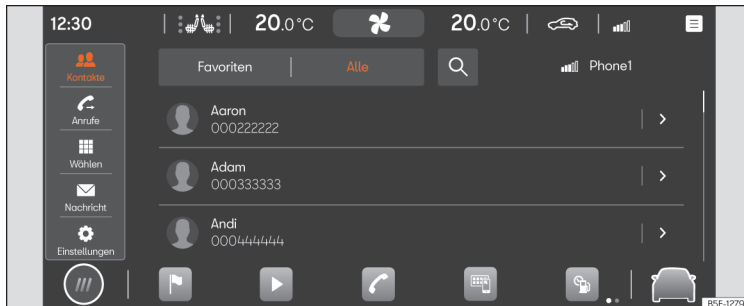 12:30
20.0°C
20.0°C
Kontakte
Anrufe
Wählen
Nachricht
Einstellungen
Favoriten
Alle
Phone1
Aaron
000222222
Adam
000333333
Andi
000444444
B5F-1279